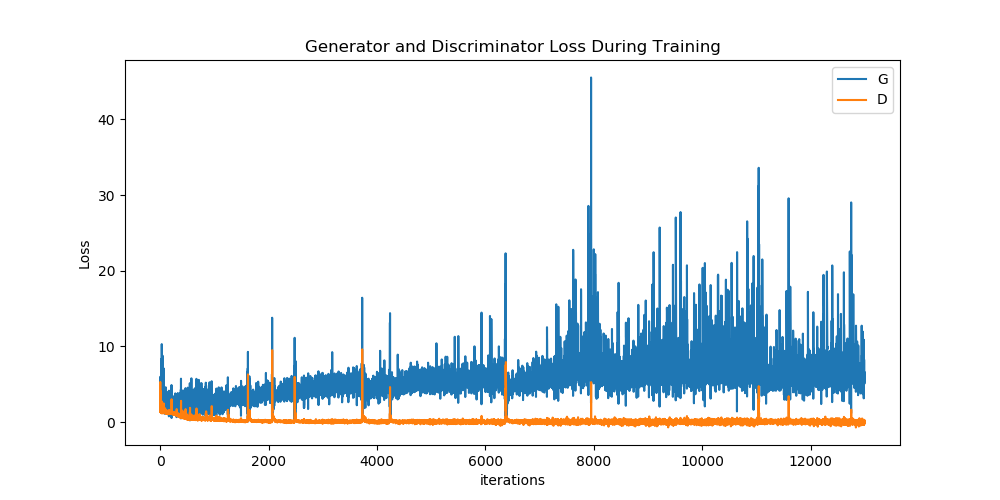 Generator and Discriminator Loss During Training
G
D
Loss
40
30
20
10
0
0 2000 4000 6000 8000 10000 12000
iterations